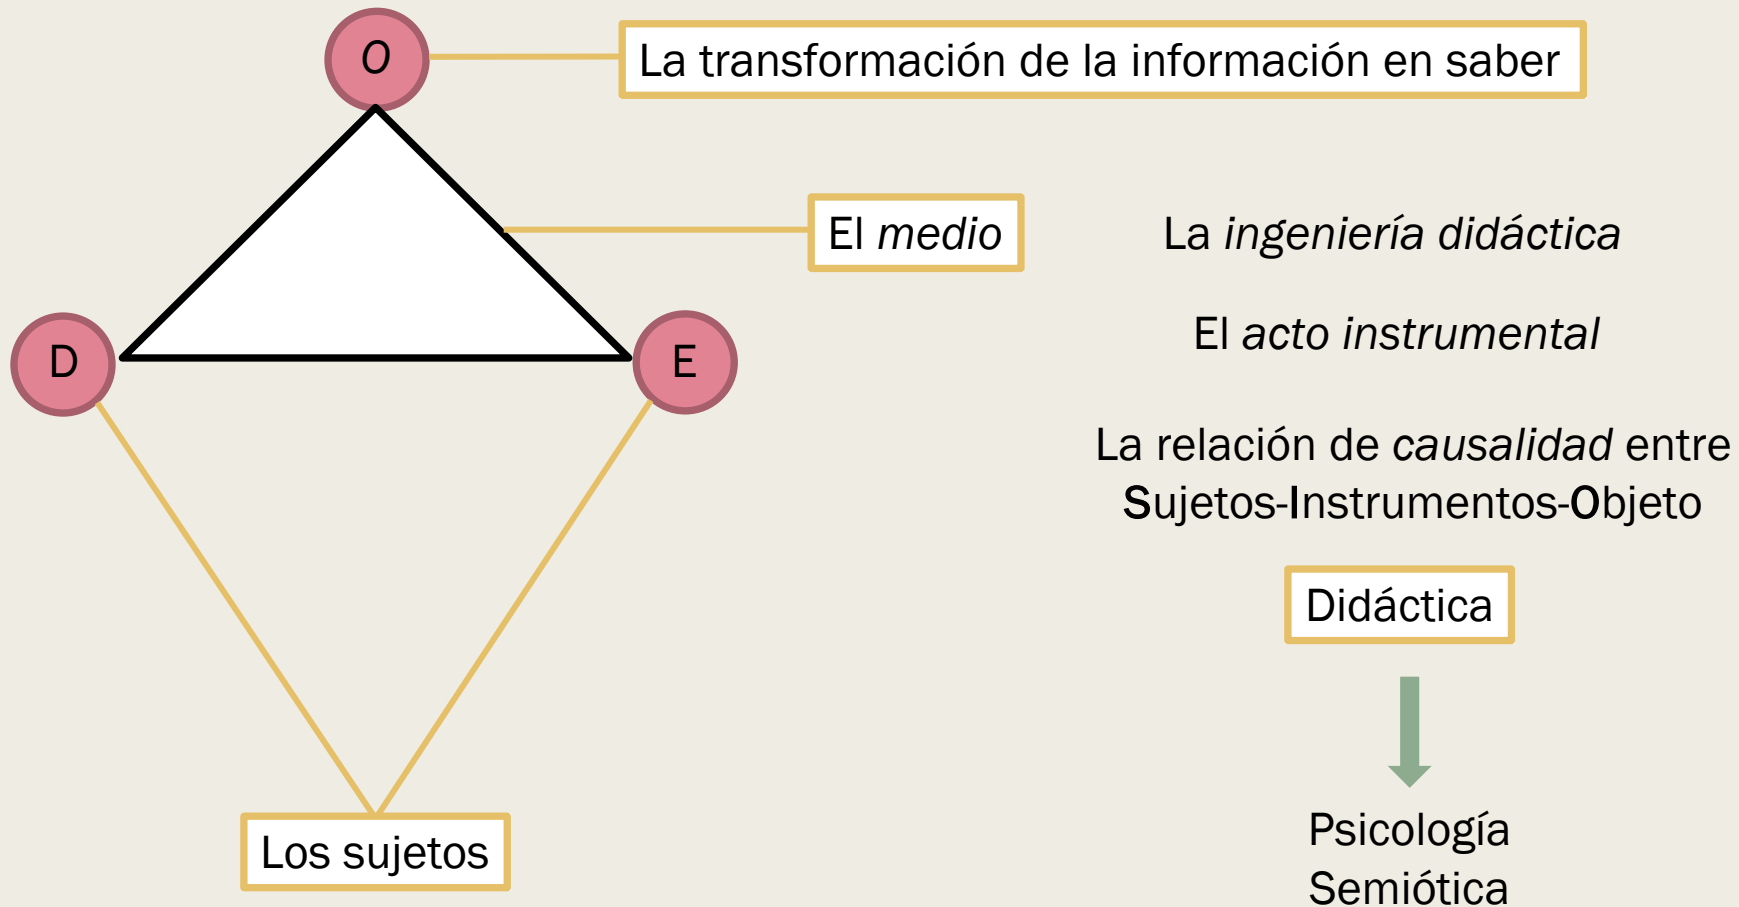 O
La transformación de la información en saber
El medio
La ingeniería didáctica
El acto instrumental
D
E
La relación de causalidad entre
Sujetos-Instrumentos-Objeto
Didáctica
Los sujetos
Psicología
Semiótica